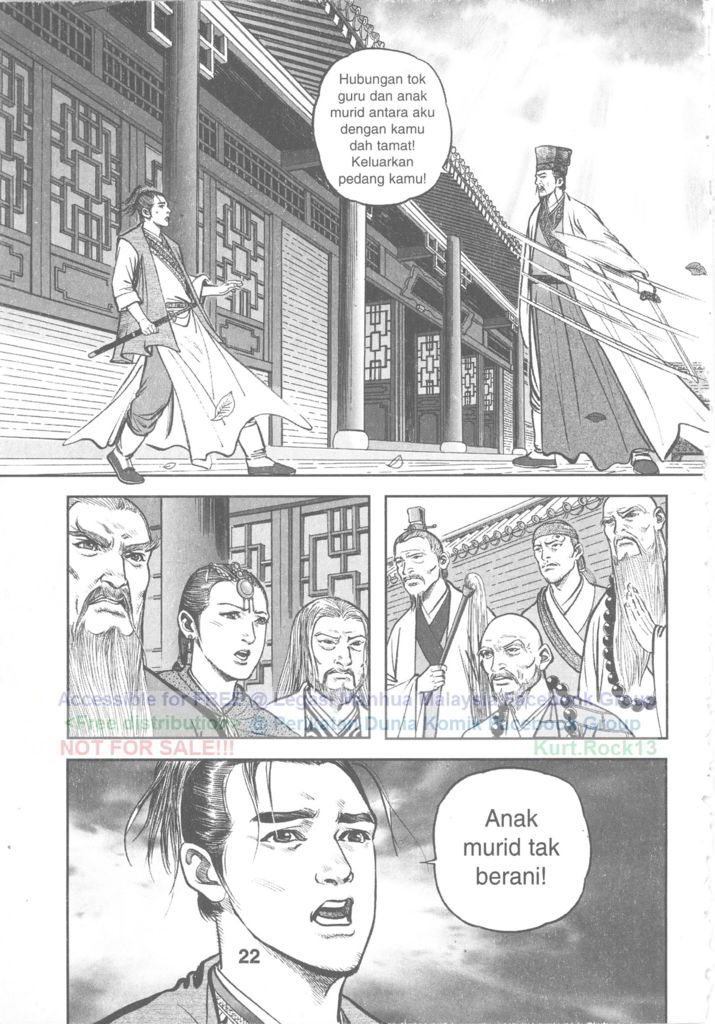 Hubungan tok
guru dan anak
murid antara aku
dengan kamu
dah tamat!
Keluarkan
pedang kamu!
Accessible for FREE @ Legasi Manhua Malaysia Facebook Group
<Free distribution> @ Peminatan Dunia Komik Facebook Group
NOT FOR SALE!!! Kurt.Rock13
Anak
murid tak
berani!
22